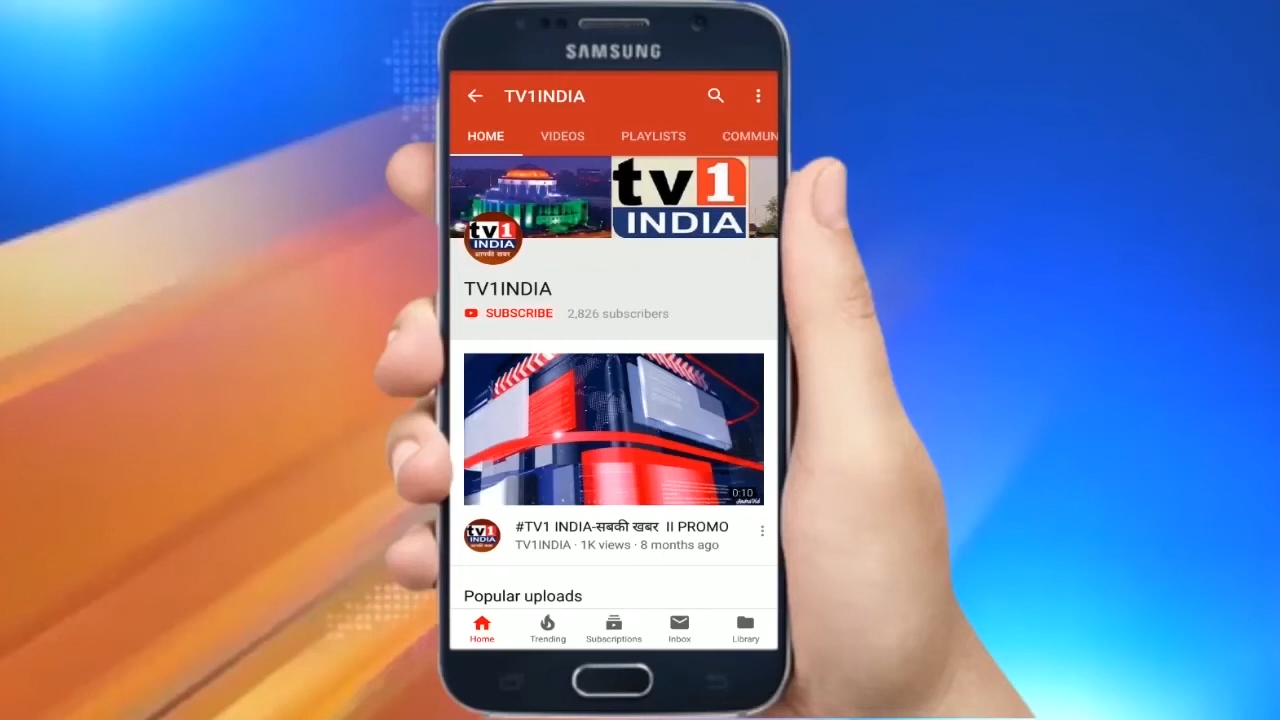 SAMSUNG
TV1INDIA
HOME VIDEOS PLAYLISTS COMMUN
tv1
INDIA
tv1
INDIA
आपकी खबर
TV1INDIA
SUBSCRIBE 2,826 subscribers
0:10
#TV1 INDIA-सबकी खबर II PROMO
TV1INDIA · 1K views · 8 months ago
tv1
INDIA
Popular uploads
Home Trending Subscriptions Inbox Library